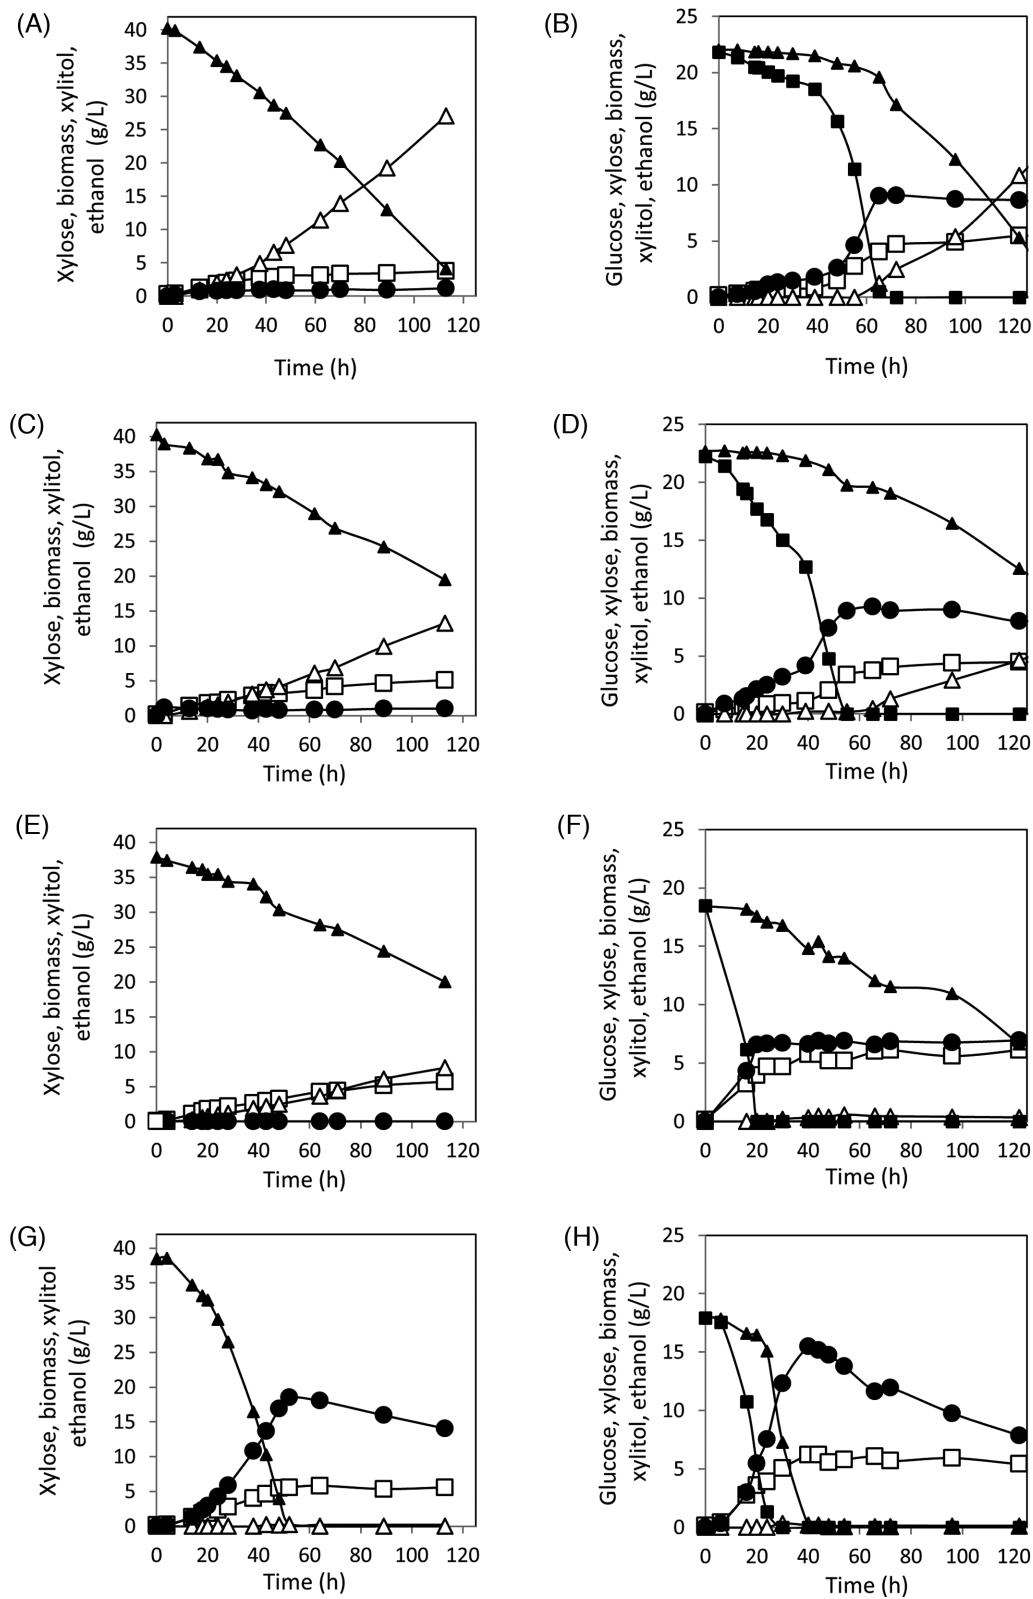 (A)
Xylose, biomass, xylitol,
ethanol (g/L)
40
35
30
25
20
15
10
5
0
0 20 40 60 80 100 120
Time (h)
(B)
Glucose, xylose, biomass,
xylitol, ethanol (g/L)
25
20
15
10
5
0
0 20 40 60 80 100 120
Time (h)
(C)
Xylose, biomass, xylitol,
ethanol (g/L)
40
35
30
25
20
15
10
5
0
0 20 40 60 80 100 120
Time (h)
(D)
Glucose, xylose, biomass,
xylitol, ethanol (g/L)
25
20
15
10
5
0
0 20 40 60 80 100 120
Time (h)
(E)
Xylose, biomass, xylitol
ethanol (g/L)
40
35
30
25
20
15
10
5
0
0 20 40 60 80 100 120
Time (h)
(F)
Glucose, xylose, biomass,
xylitol, ethanol (g/L)
25
20
15
10
5
0
0 20 40 60 80 100 120
Time (h)
(G)
Xylose, biomass, xylitol
ethanol (g/L)
40
35
30
25
20
15
10
5
0
0 20 40 60 80 100 120
Time (h)
(H)
Glucose, xylose, biomass,
xylitol, ethanol (g/L)
25
20
15
10
5
0
0 20 40 60 80 100 120
Time (h)